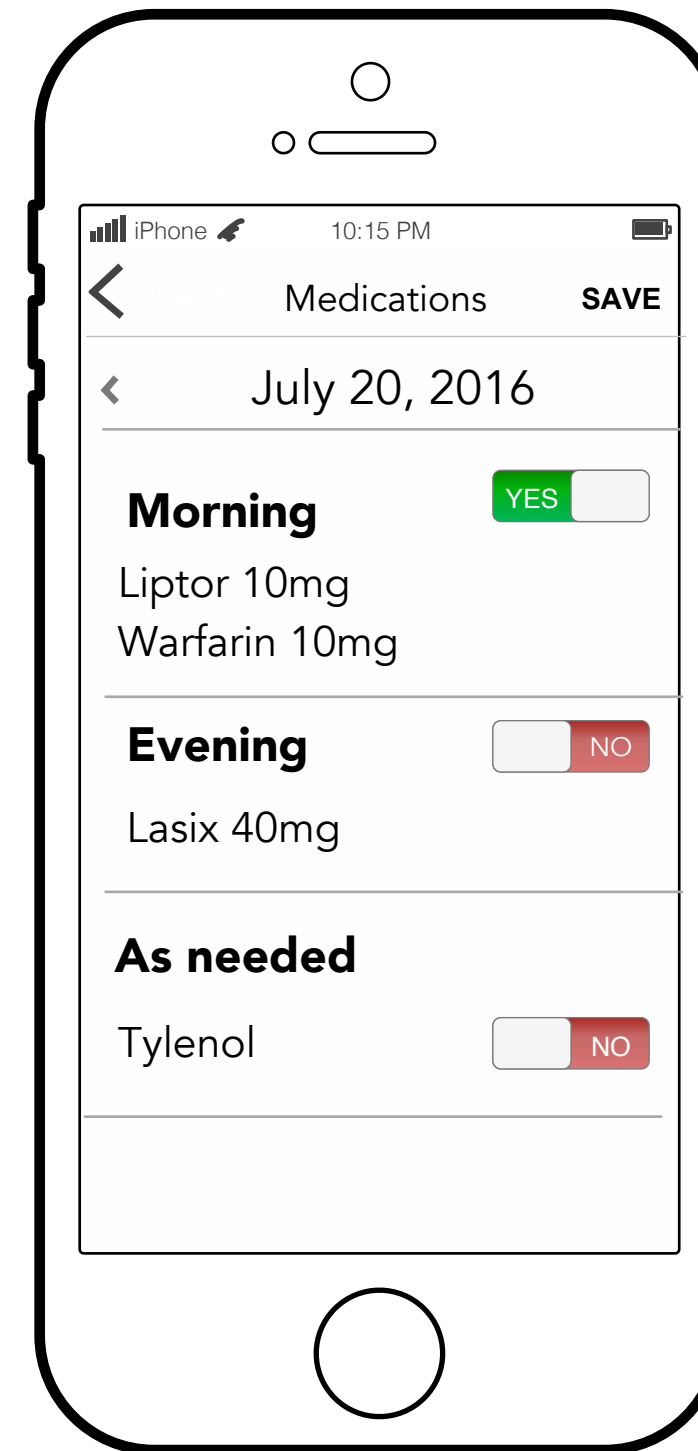 iPhone 10:15 PM
Medications SAVE
July 20, 2016
Morning YES
Liptor 10mg
Warfarin 10mg
Evening NO
Lasix 40mg
As needed
Tylenol NO